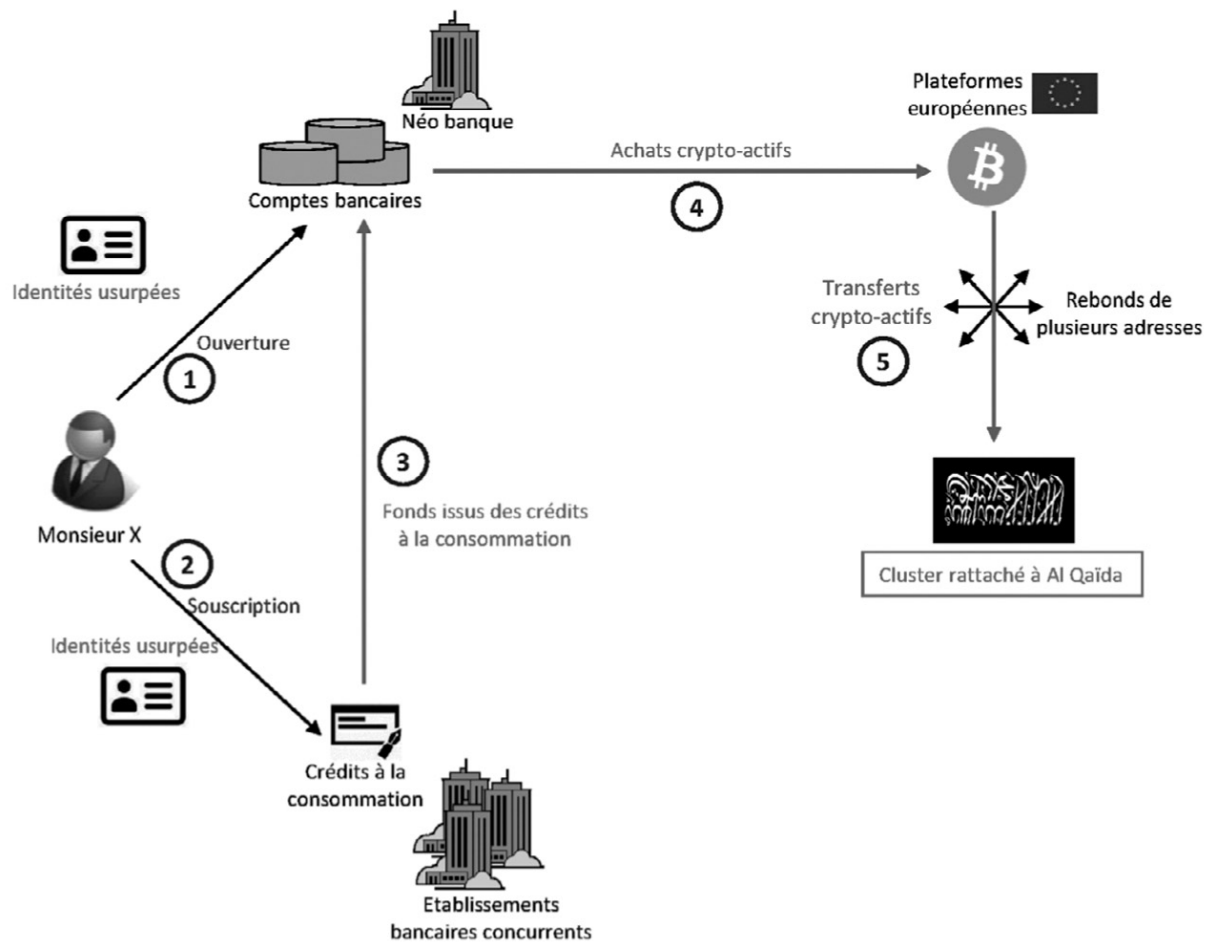 Néo banque
Comptes bancaires
Identités usurpées
Ouverture
1
Monsieur X
2
Souscription
Identités usurpées
Crédits à la
consommation
Etablissements
bancaires concurrents
3
Fonds issus des crédits
à la consommation
Achats crypto-actifs
4
Plateformes
européennes
Transferts
crypto-actifs
5
Rebonds de
plusieurs adresses
Cluster rattaché à Al Qaïda